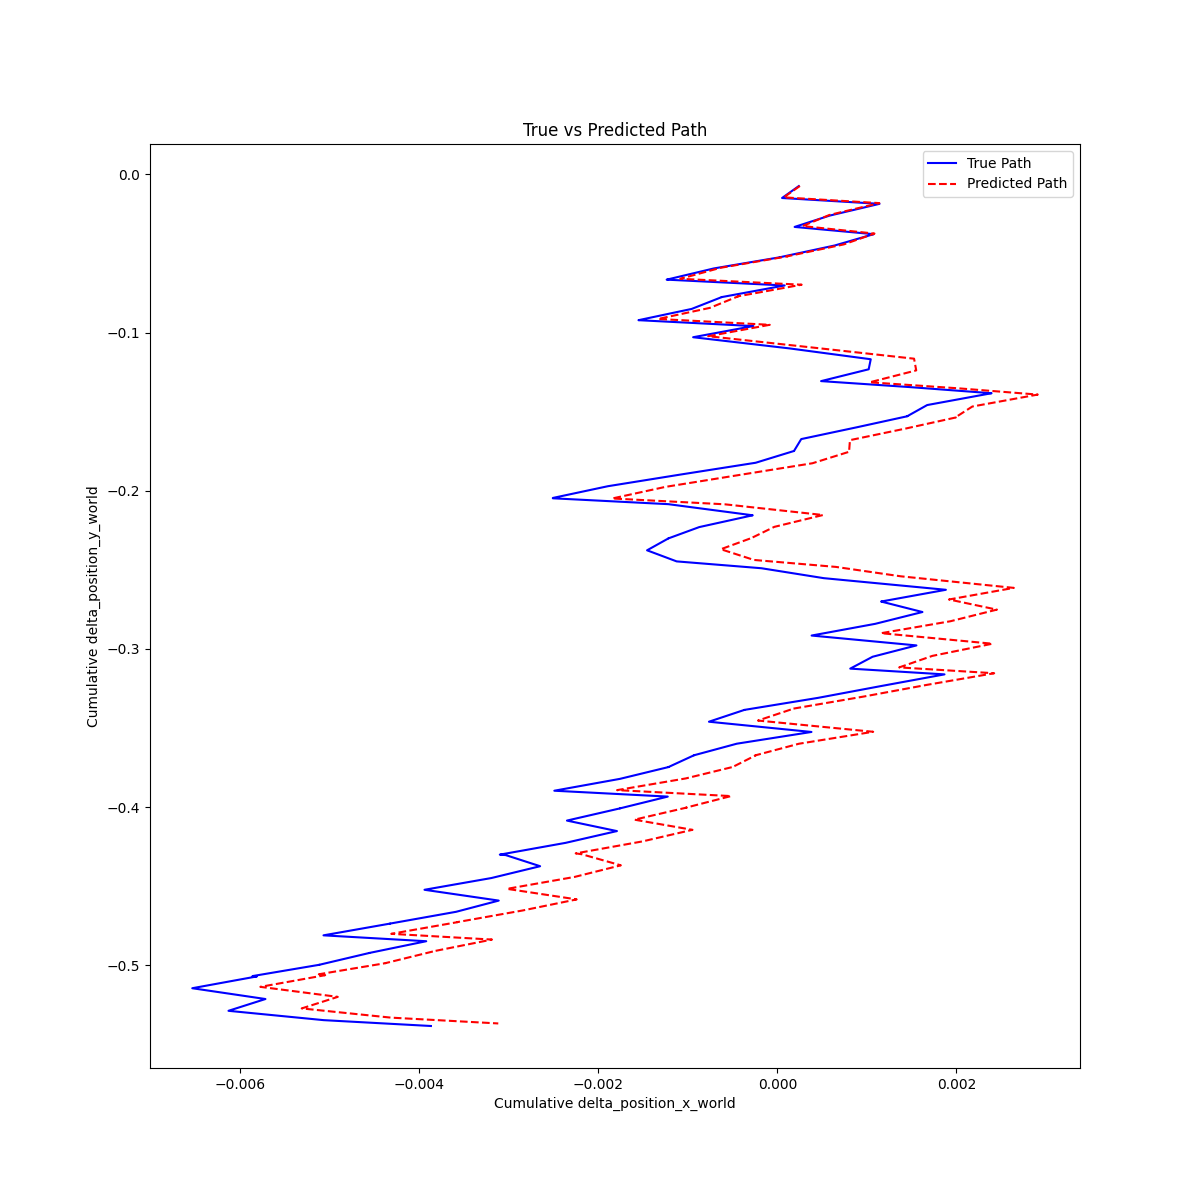 True vs Predicted Path
True Path
Predicted Path
0.0
−0.1
−0.2
−0.3
−0.4
−0.5
Cumulative delta_position_y_world
−0.006
−0.004
−0.002
0.000
0.002
Cumulative delta_position_x_world